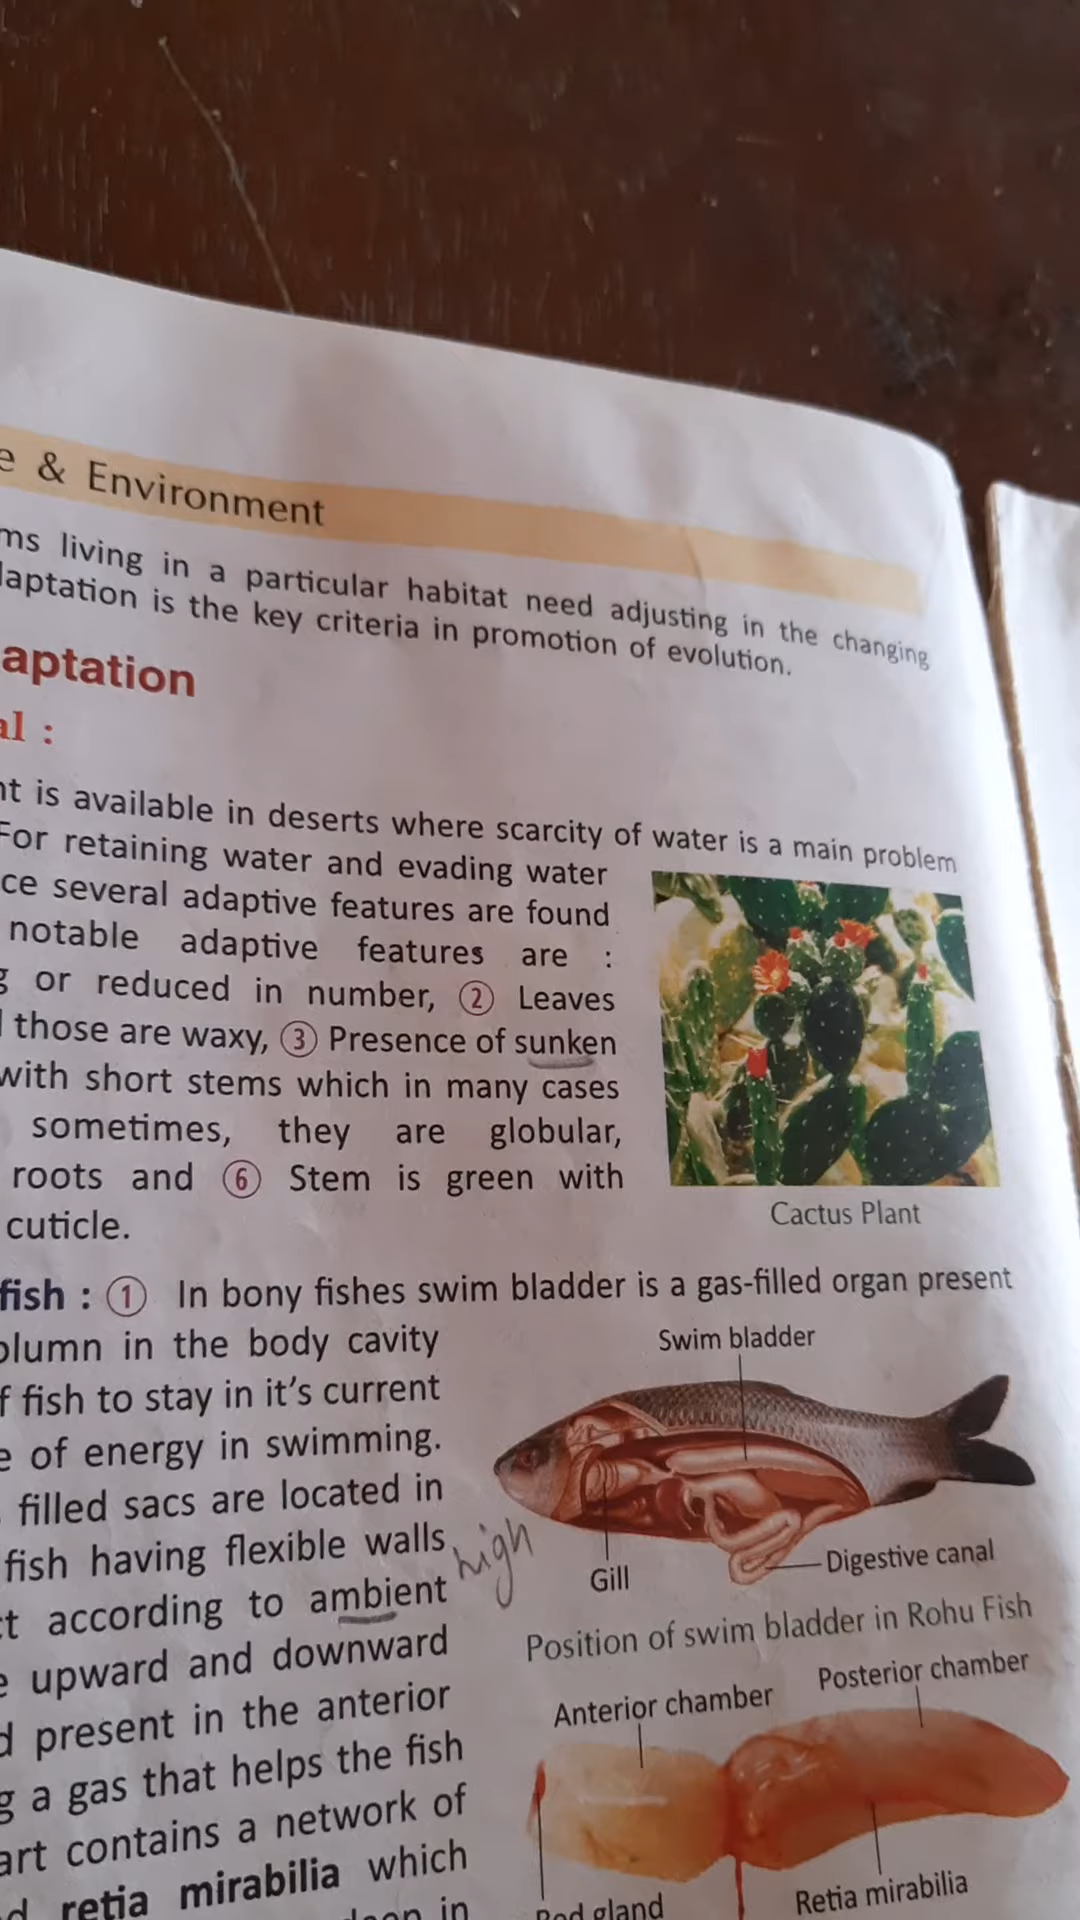 & Environment
living in a particular habitat need adjusting in the changing
is the key criteria in promotion of evolution.
aptation
al :
is available in deserts where scarcity of water is a main problem
For retaining water and evading water
ce several adaptive features are found
notable adaptive features are :
or reduced in number, ② Leaves
those are waxy, ③ Presence of sunken
with short stems which in many cases
sometimes, they are globular,
roots and ⑥ Stem is green with
cuticle.
Cactus Plant
fish : ① In bony fishes swim bladder is a gas-filled organ present
olumn in the body cavity
fish to stay in it's current
of energy in swimming.
filled sacs are located in
fish having flexible walls
according to ambient
upward and downward
present in the anterior
a gas that helps the fish
art contains a network of
retia mirabilia which
in
high
Swim bladder
Gill
Digestive canal
Position of swim bladder in Rohu Fish
Anterior chamber
Posterior chamber
Red gland
Retia mirabilia